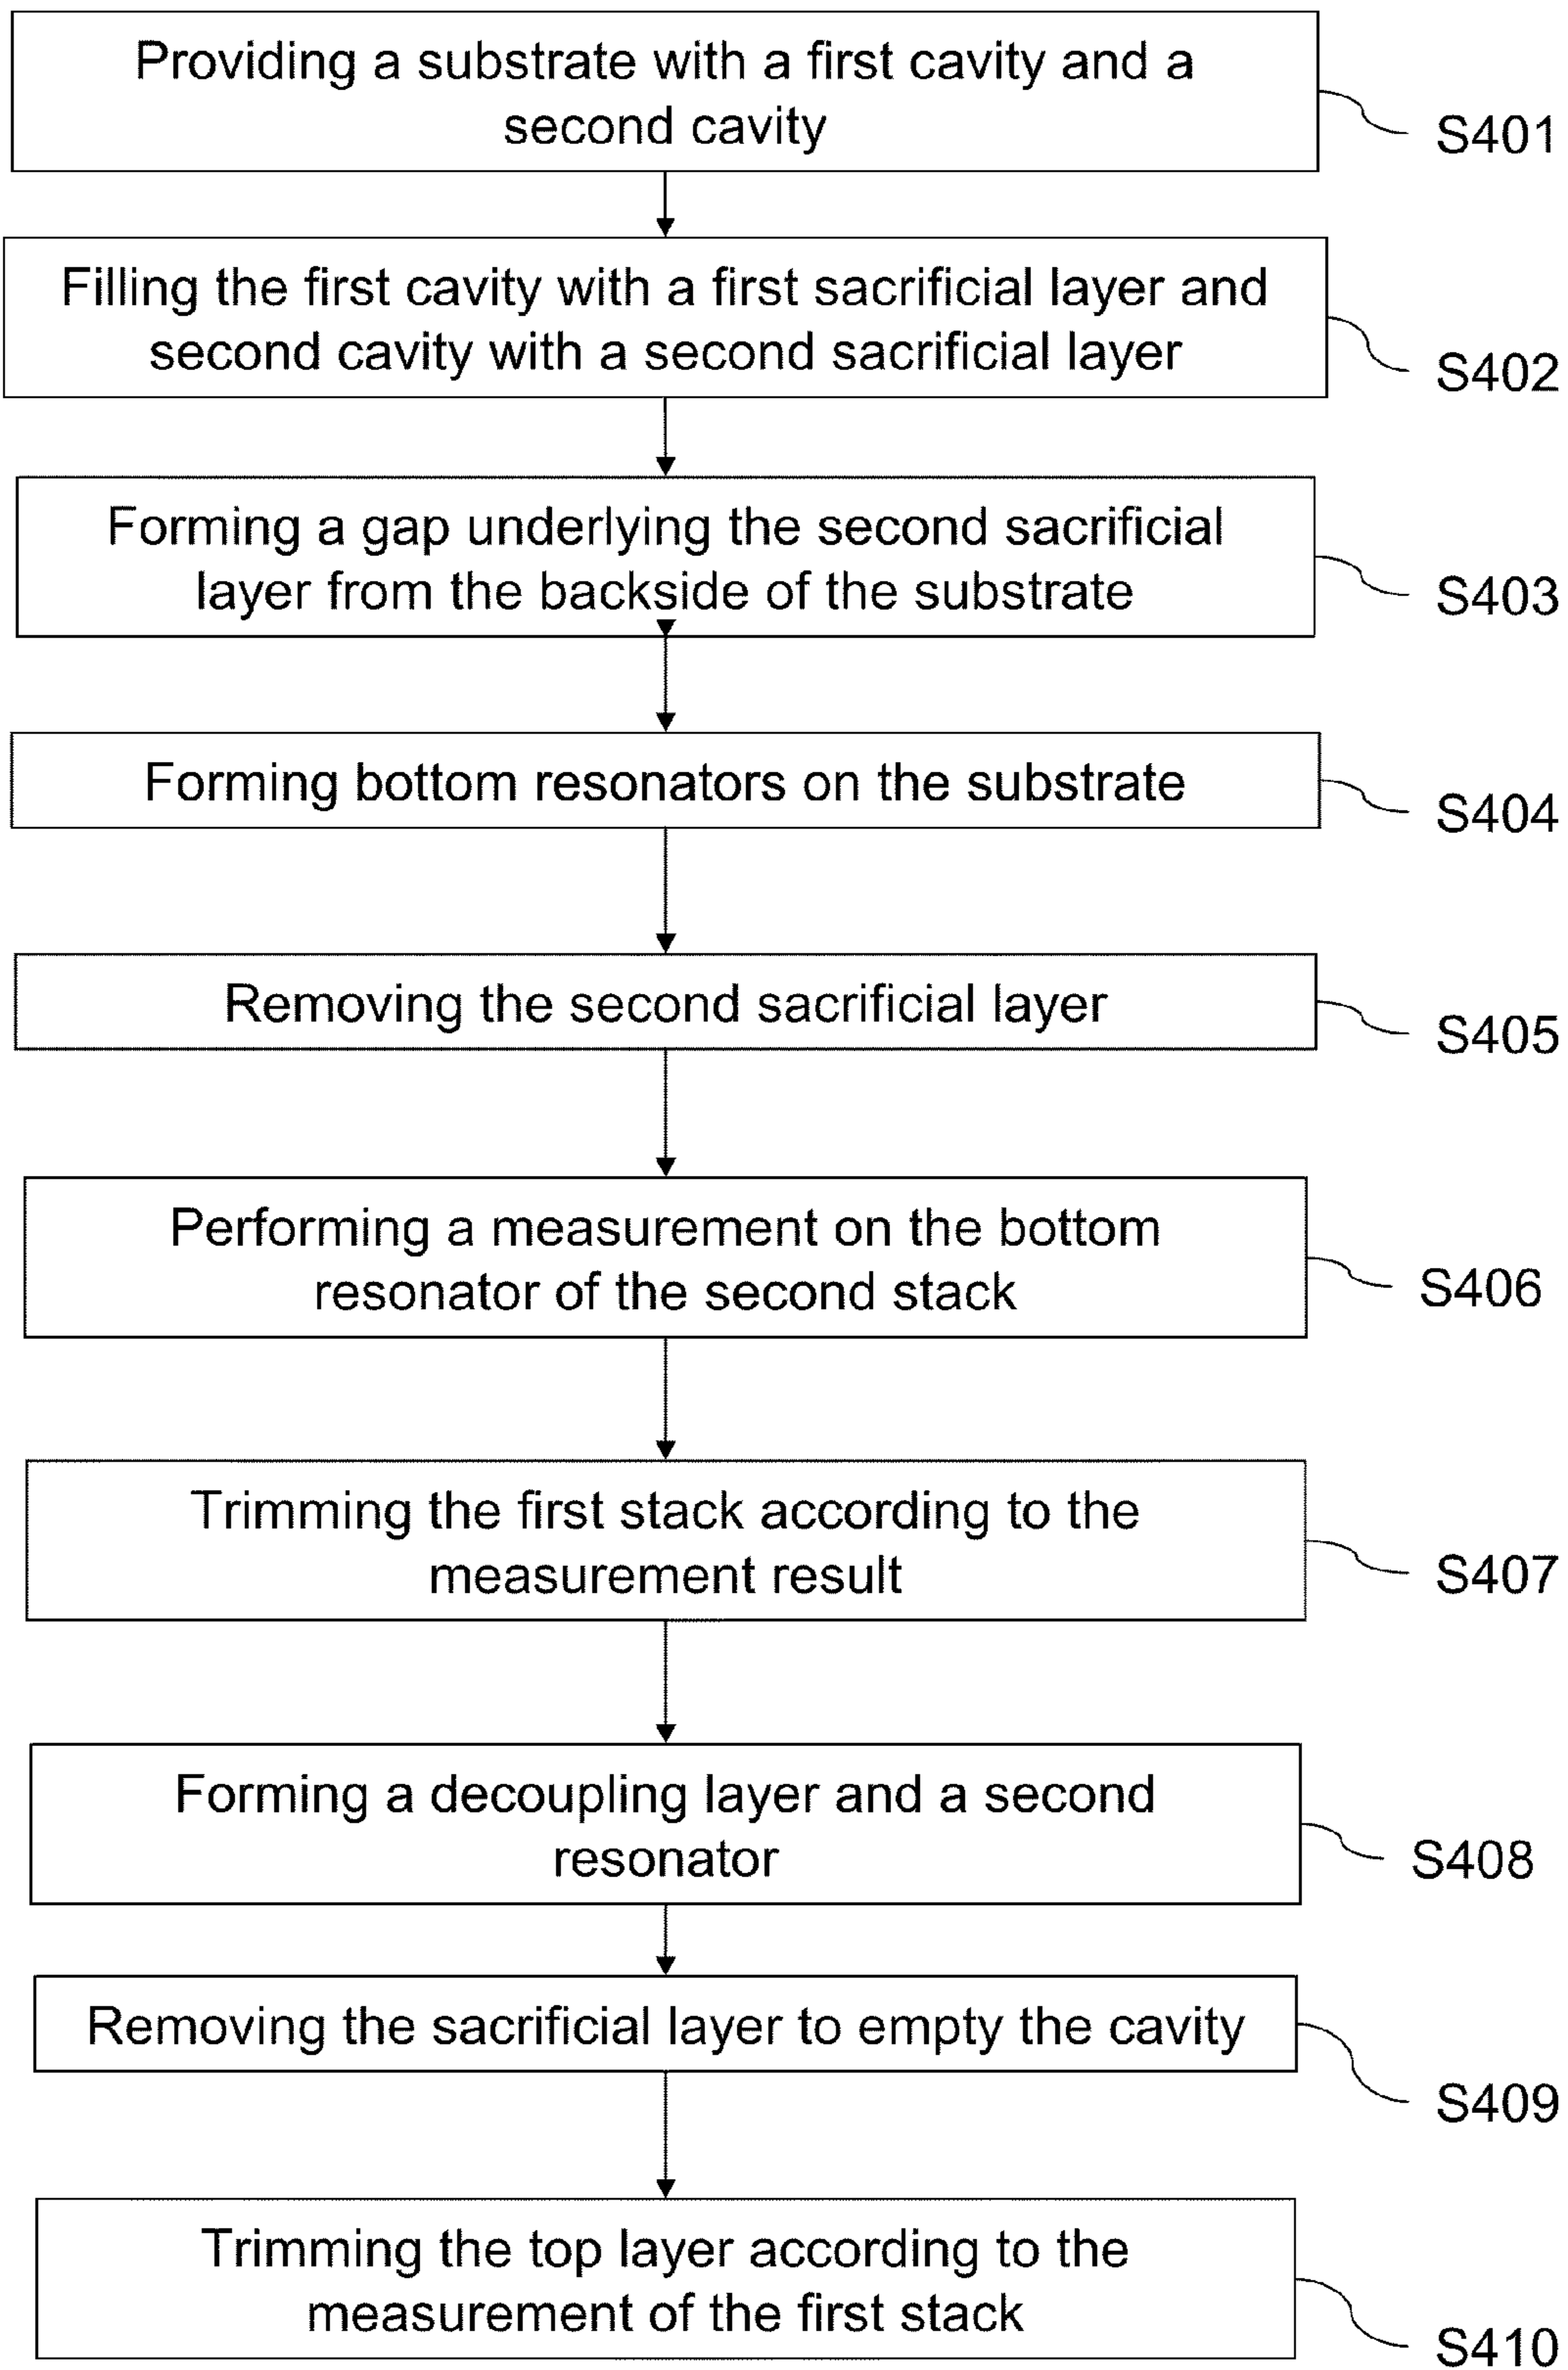 Providing a substrate with a first cavity and a
second cavity
S401
Filling the first cavity with a first sacrificial layer and
second cavity with a second sacrificial layer
S402
Forming a gap underlying the second sacrificial
layer from the backside of the substrate
S403
Forming bottom resonators on the substrate
S404
Removing the second sacrificial layer
S405
Performing a measurement on the bottom
resonator of the second stack
S406
Trimming the first stack according to the
measurement result
S407
Forming a decoupling layer and a second
resonator
S408
Removing the sacrificial layer to empty the cavity
S409
Trimming the top layer according to the
measurement of the first stack
S410